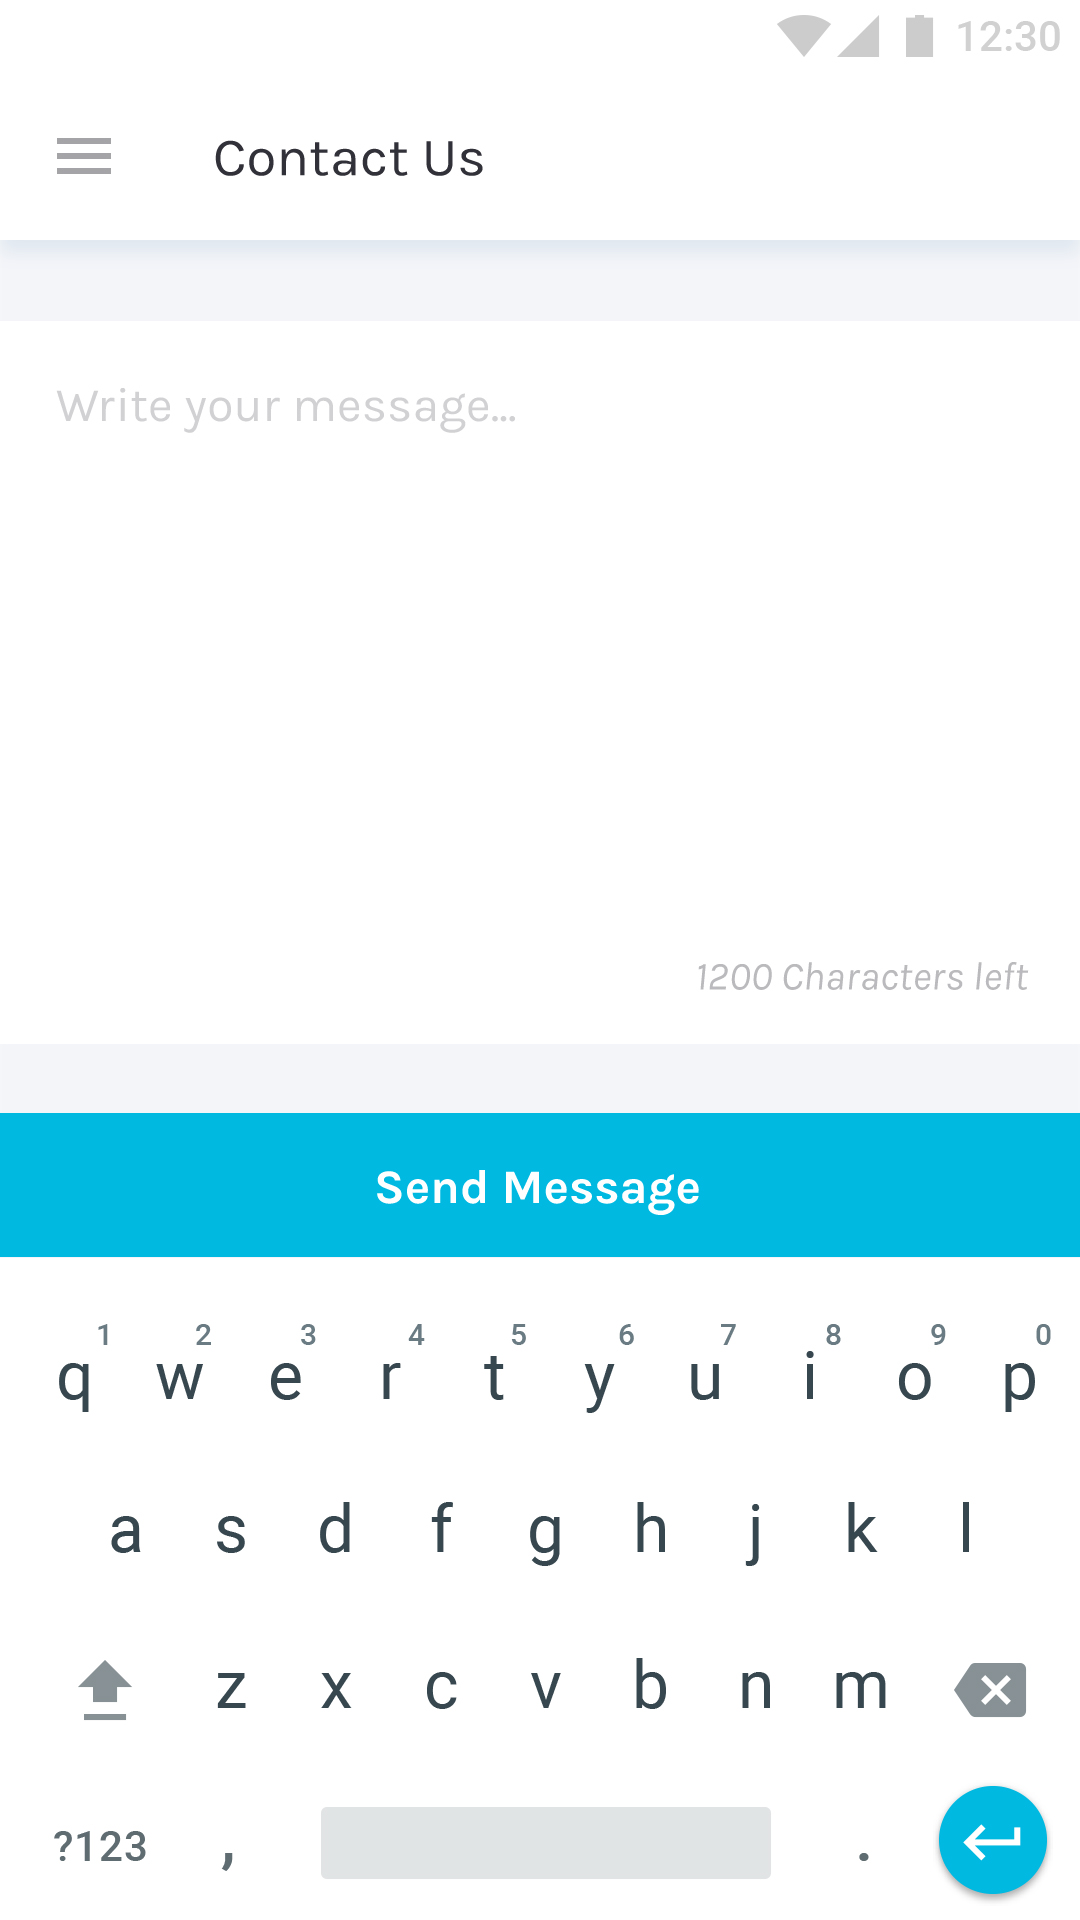 12:30
Contact Us
Write your message...
1200 Characters left
Send Message
1 2 3 4 5 6 7 8 9 0
q w e r t y u i o p
a s d f g h j k l
z x c v b n m
?123 , .